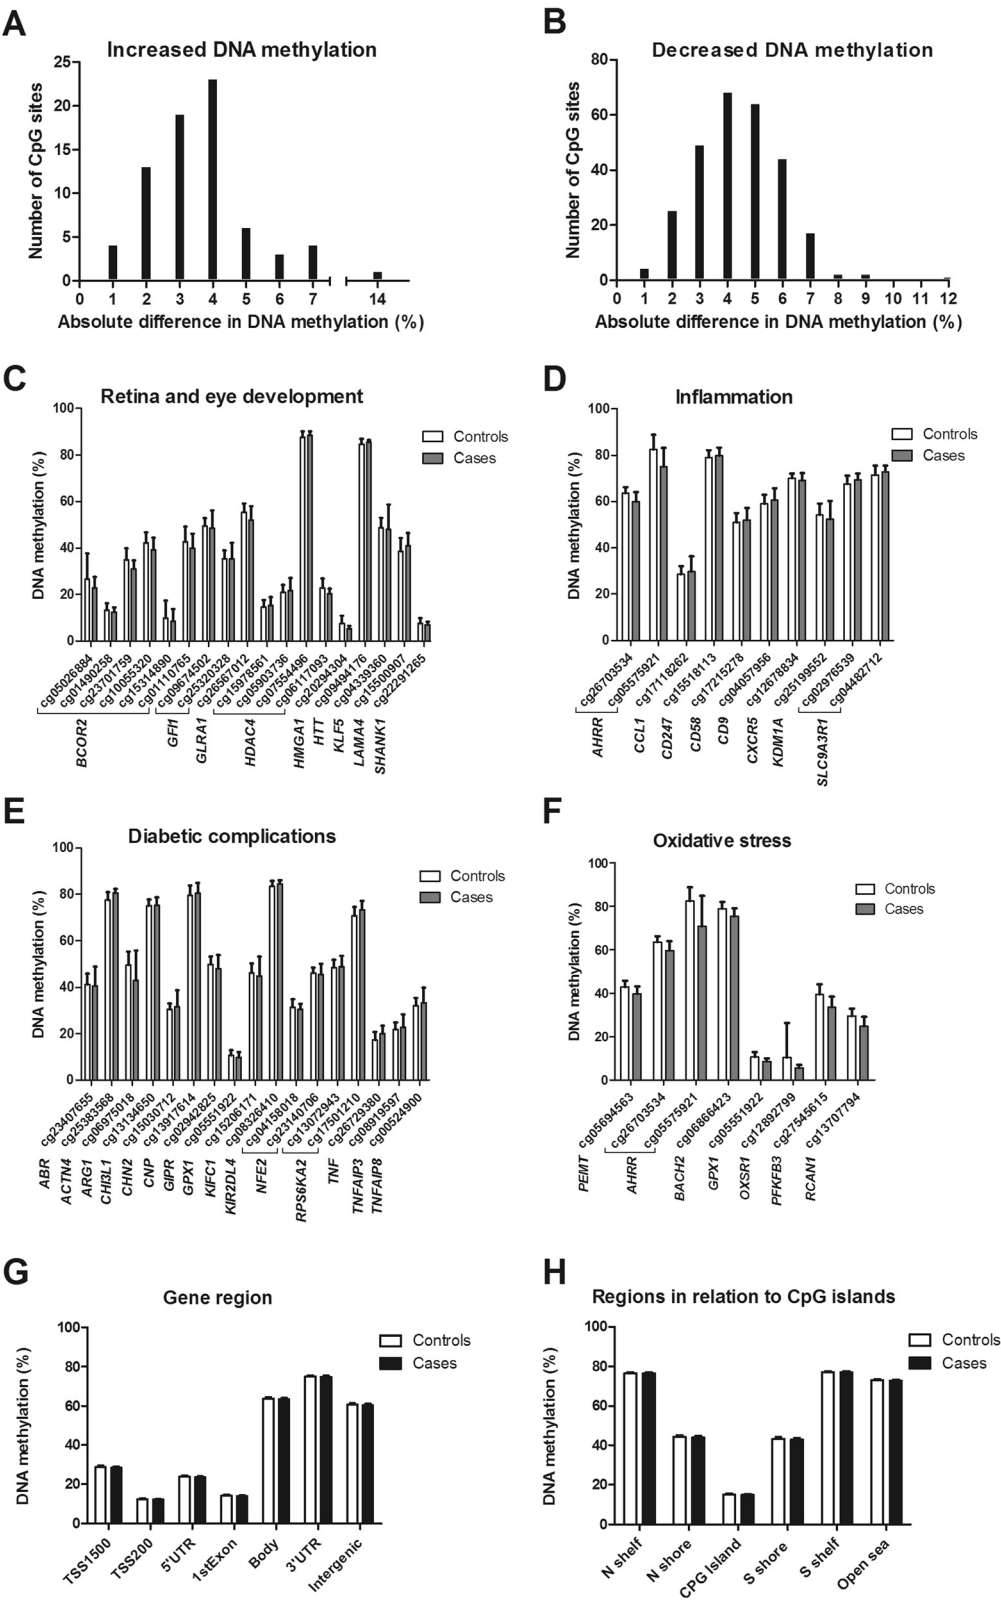 A
Increased DNA methylation
Number of CpG sites
25
20
15
10
5
0
0 1 2 3 4 5 6 7 14
Absolute difference in DNA methylation (%)
B
Decreased DNA methylation
Number of CpG sites
80
60
40
20
0
0 1 2 3 4 5 6 7 8 9 10 11 12
Absolute difference in DNA methylation (%)
C
Retina and eye development
DNA methylation (%)
100
80
60
40
20
0
Controls
Cases
cg05026884
cg01490258
cg23701759
cg10055320
cg15314890
cg01110765
cg09674502
cg25320328
cg26567012
cg15978561
cg05903736
cg07554496
cg06117093
cg20294304
cg09494176
cg04339360
cg15500907
cg22291265
BCOR2
GFI1
GLRA1
HDAC4
HMGA1
HTT
KLF5
LAMA4
SHANK1
D
Inflammation
DNA methylation (%)
100
80
60
40
20
0
Controls
Cases
cg26703534
cg05575921
cg17118262
cg15518113
cg17215278
cg04057956
cg12678834
cg25199552
cg02976539
cg04482712
AHRR
CCL1
CD247
CD58
CD9
CXCR5
KDM1A
SLC9A3R1
E
Diabetic complications
DNA methylation (%)
100
80
60
40
20
0
Controls
Cases
cg23407655
cg25383568
cg06975018
cg13134650
cg15030712
cg13917614
cg02942825
cg05551922
cg15206171
cg08326410
cg04158018
cg23140706
cg13072943
cg17501210
cg26729380
cg08919597
cg00524900
ABR
ACTN4
ARG1
CHI3L1
CHN2
CNP
GIPR
GPX1
KIFC1
KIR2DL4
NFE2
RPS6KA2
TNF
TNFAIP3
TNFAIP8
F
Oxidative stress
DNA methylation (%)
100
80
60
40
20
0
Controls
Cases
cg05694563
cg26703534
cg05575921
cg06866423
cg05551922
cg12892799
cg27545615
cg13707794
PEMT
AHRR
BACH2
GPX1
OXSR1
PFKFB3
RCAN1
G
Gene region
DNA methylation (%)
100
80
60
40
20
0
Controls
Cases
TSS1500
TSS200
5'UTR
1stExon
Body
3'UTR
Intergenic
H
Regions in relation to CpG islands
DNA methylation (%)
100
80
60
40
20
0
Controls
Cases
N shelf
N shore
CPG Island
S shore
S shelf
Open sea